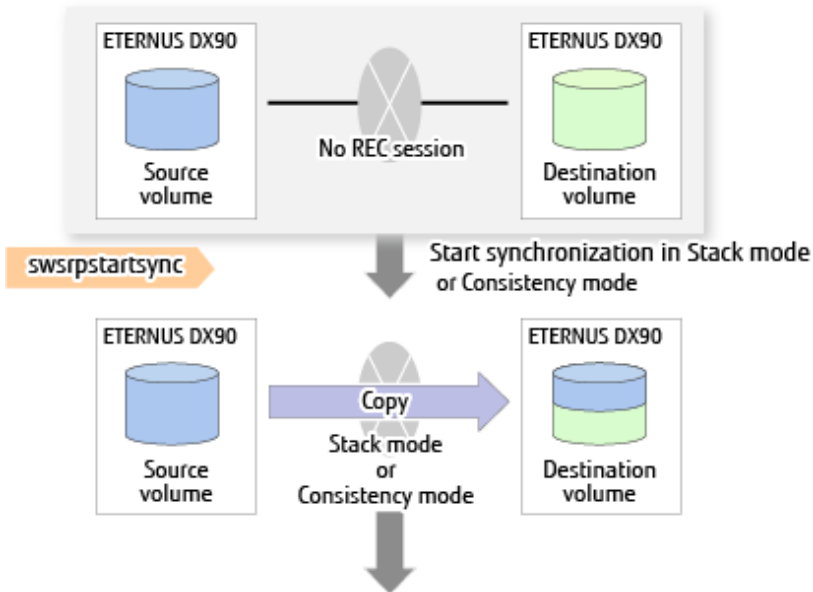 ETERNUS DX90
ETERNUS DX90
No REC session
Source
volume
Destination
volume
swsrpstartsync
Start synchronization in Stack mode
or Consistency mode
ETERNUS DX90
ETERNUS DX90
Copy
Source
volume
Stack mode
or
Consistency mode
Destination
volume